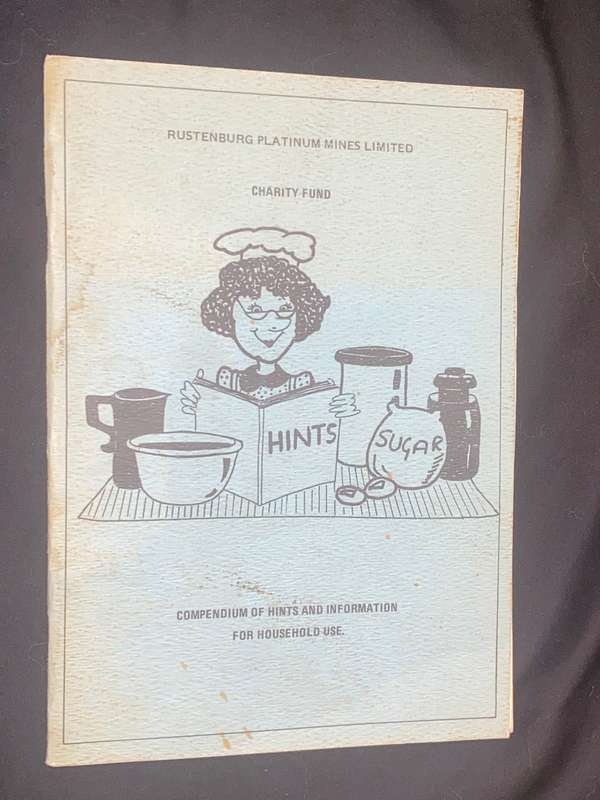 RUSTENBURG PLATINUM MINES LIMITED
CHARITY FUND
HINTS
SUGAR
COMPENDIUM OF HINTS AND INFORMATION
FOR HOUSEHOLD USE.